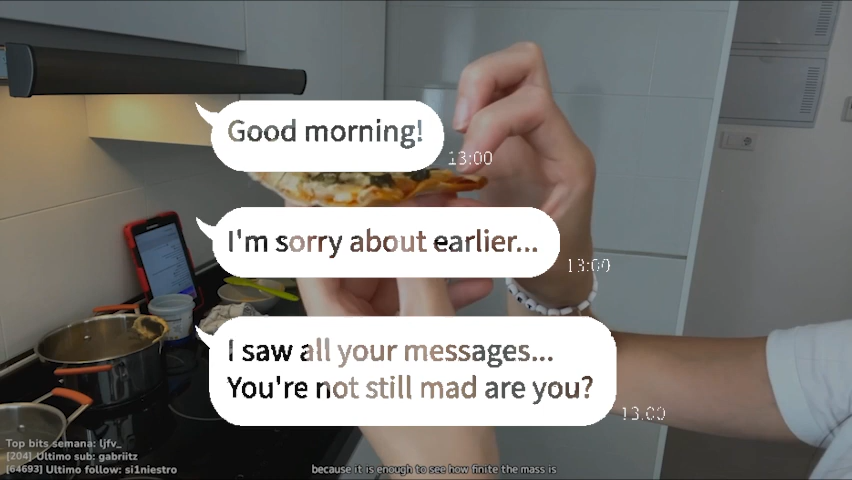 Good morning!
13:00
I'm sorry about earlier...
13:00
I saw all your messages...
You're not still mad are you?
13:00
Top bits semana: ljfv_
[204] Ultimo sub: gabriitz
[64693] Ultimo follow: si1niestro
because it is enough to see how finite the mass is